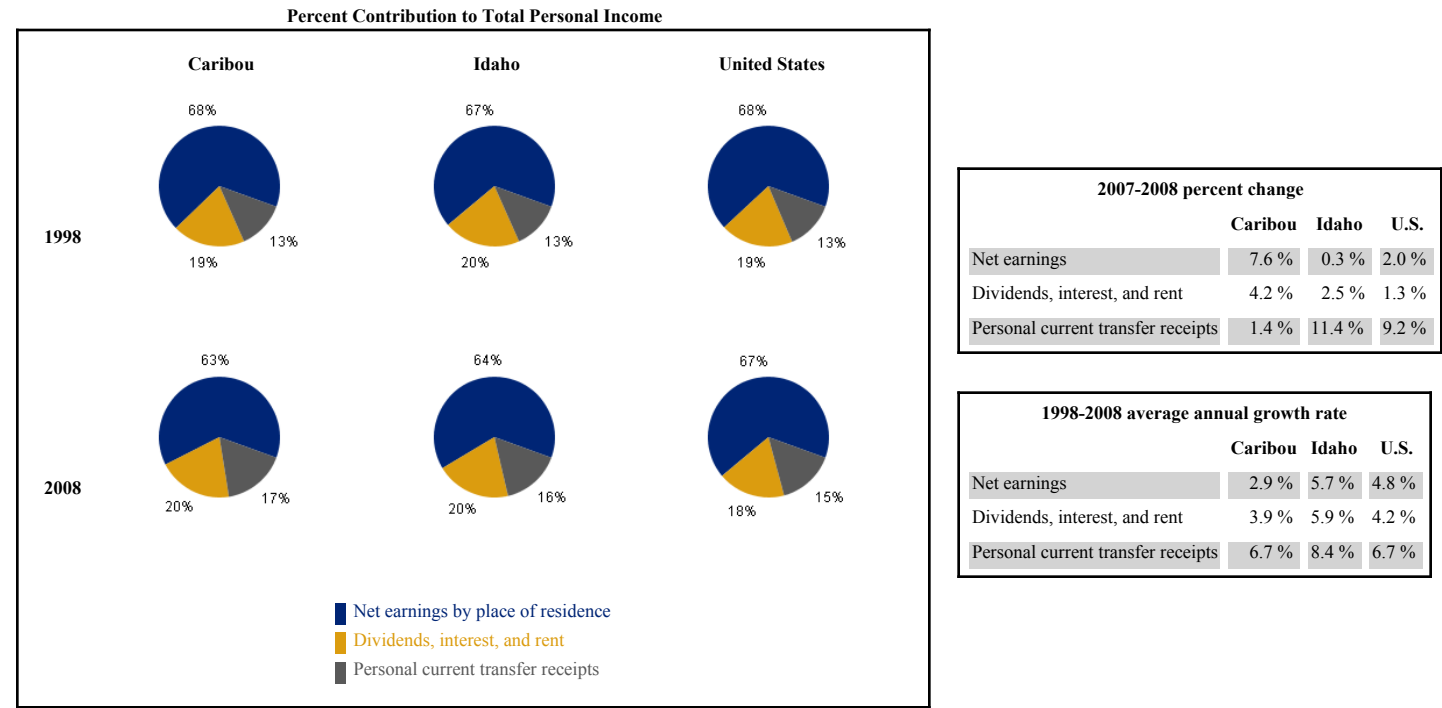 Percent Contribution to Total Personal Income
Caribou Idaho United States
1998
68%
19%
13%
67%
20%
13%
68%
19%
13%
2008
63%
20%
17%
64%
20%
16%
67%
18%
15%
Net earnings by place of residence
Dividends, interest, and rent
Personal current transfer receipts
2007-2008 percent change
Caribou Idaho U.S.
Net earnings 7.6 % 0.3 % 2.0 %
Dividends, interest, and rent 4.2 % 2.5 % 1.3 %
Personal current transfer receipts 1.4 % 11.4 % 9.2 %
1998-2008 average annual growth rate
Caribou Idaho U.S.
Net earnings 2.9 % 5.7 % 4.8 %
Dividends, interest, and rent 3.9 % 5.9 % 4.2 %
Personal current transfer receipts 6.7 % 8.4 % 6.7 %